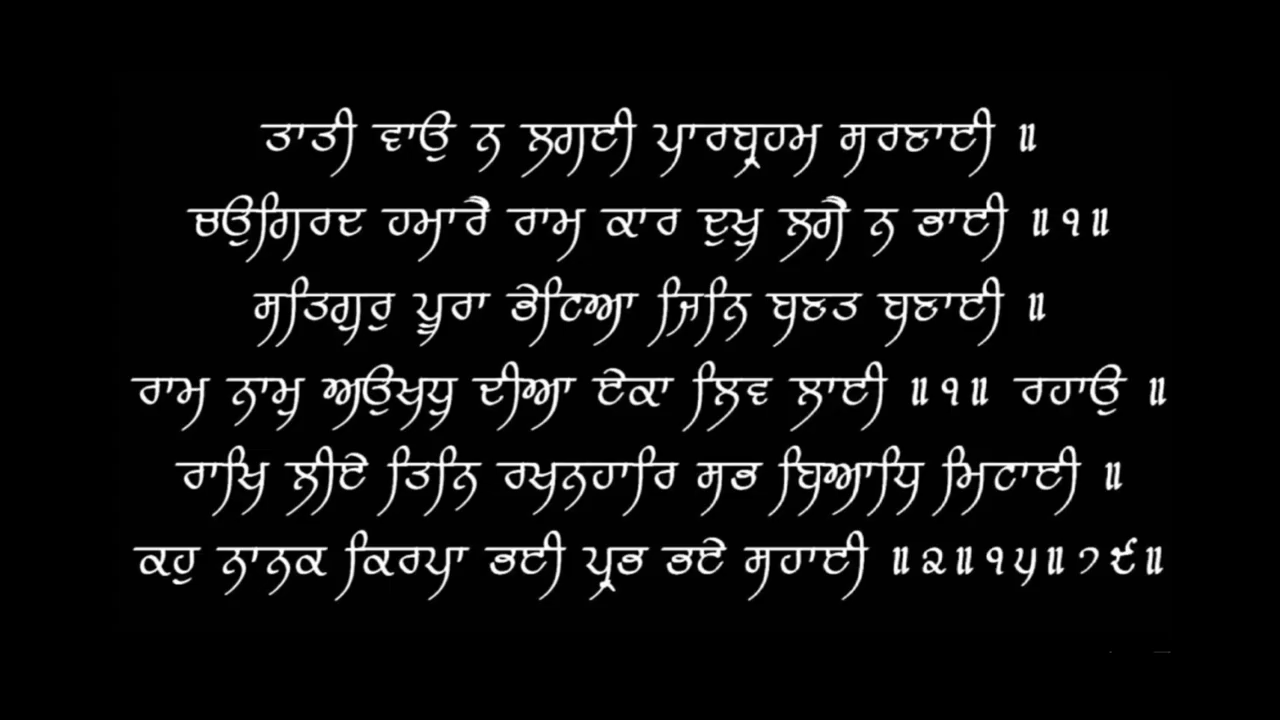 ਤਾਤੀ ਵਾਉ ਨ ਲਗਈ ਪਾਰਬ੍ਰਹਮ ਸਰਣਾਈ ॥
ਚਉਗਿਰਦ ਹਮਾਰੈ ਰਾਮ ਕਾਰ ਦੁਖੁ ਲਗੈ ਨ ਭਾਈ ॥੧॥
ਸਤਿਗੁਰੁ ਪੂਰਾ ਭੇਟਿਆ ਜਿਨਿ ਬਣਤ ਬਣਾਈ ॥
ਰਾਮ ਨਾਮੁ ਅਉਖਧੁ ਦੀਆ ਏਕਾ ਲਿਵ ਲਾਈ ॥੧॥ ਰਹਾਉ ॥
ਰਾਖਿ ਲੀਏ ਤਿਨਿ ਰਖਨਹਾਰਿ ਸਭ ਬਿਆਧਿ ਮਿਟਾਈ ॥
ਕਹੁ ਨਾਨਕ ਕਿਰਪਾ ਭਈ ਪ੍ਰਭ ਭਏ ਸਹਾਈ ॥੨॥੧੫॥੭੯॥